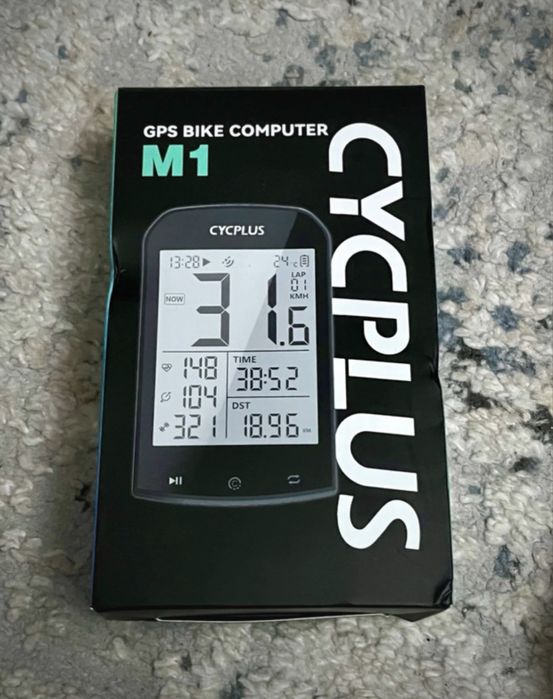 GPS BIKE COMPUTER
M1
CYCPLUS
CYCPLUS
13:28 24°C
LAP
01
KMH
NOW
31.6
148
104
321
TIME
38:52
DST
18.96 KM